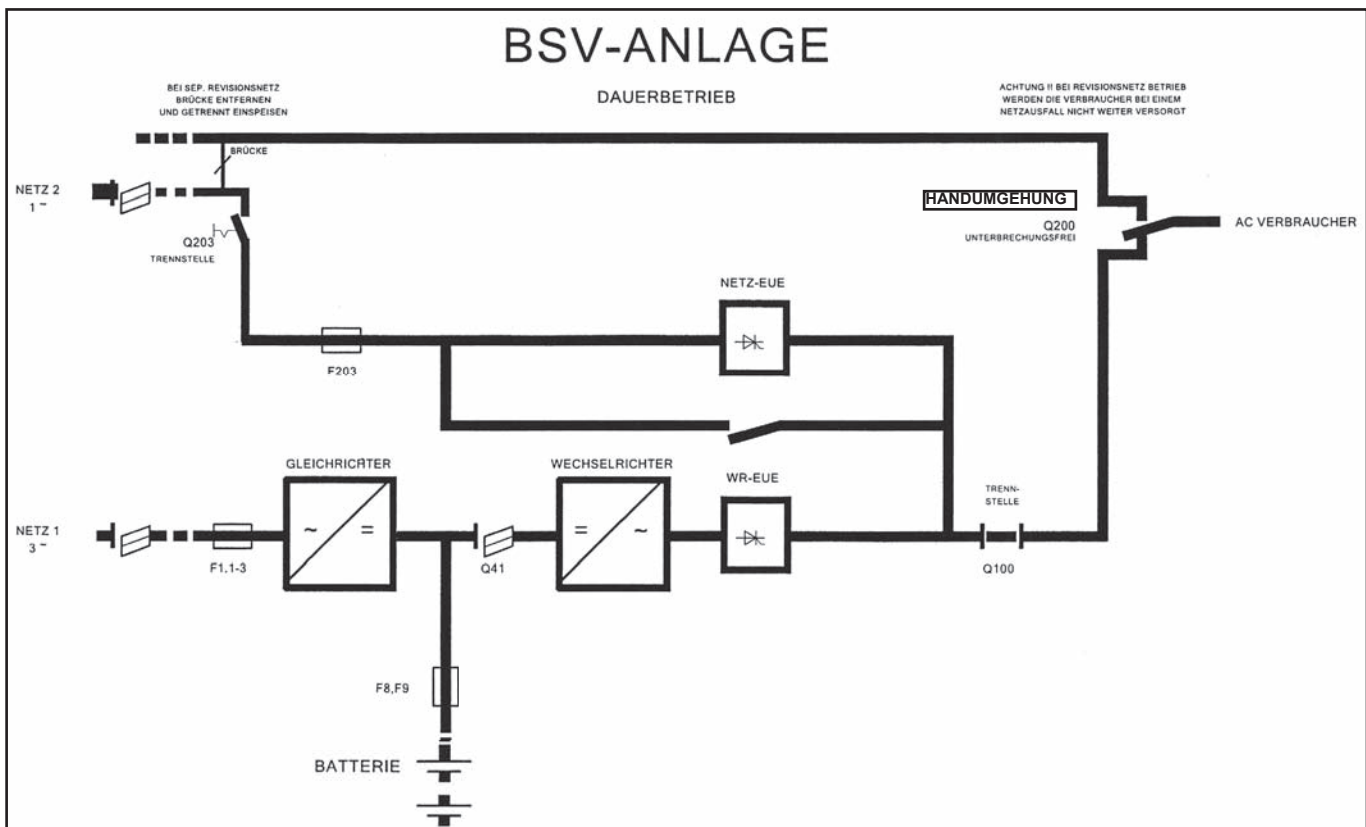 BSV-ANLAGE
DAUERBETRIEB
BEI SEP. REVISIONSNETZ
BRÜCKE ENTFERNEN
UND GETRENNT EINSPEISEN
ACHTUNG !! BEI REVISIONSNETZ BETRIEB
WERDEN DIE VERBRAUCHER BEI EINEM
NETZAUSFALL NICHT WEITER VERSORGT
BRÜCKE
NETZ 2
1 ~
HANDUMGEHUNG
Q200
UNTERBRECHUNGSFREI
AC VERBRAUCHER
Q203
TRENNSTELLE
NETZ-EUE
F203
GLEICHRICHTER
WECHSELRICHTER
WR-EUE
TRENN-
STELLE
NETZ 1
3 ~
~ =
= ~
F1,1-3
Q41
Q100
F8,F9
BATTERIE